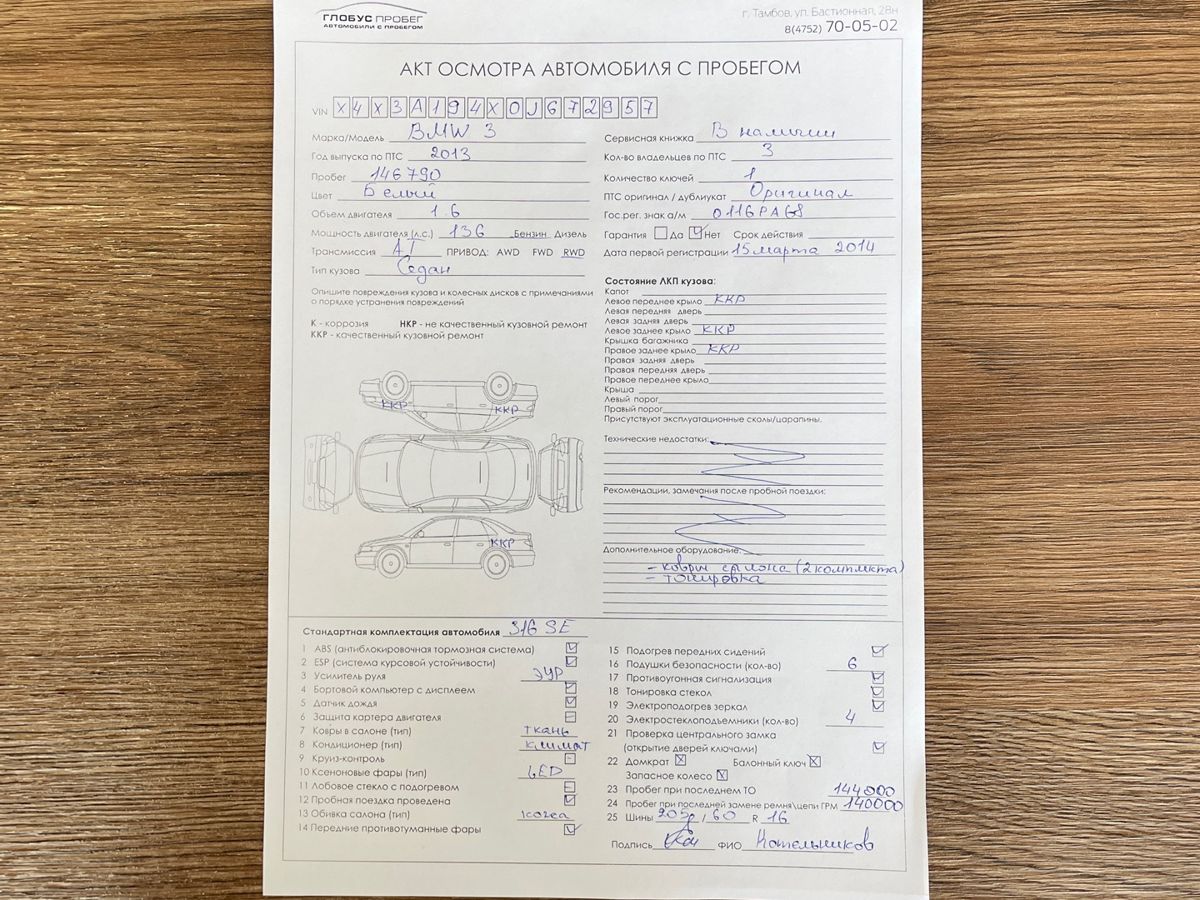 ГЛОБУС ПРОБЕГ
АВТОМОБИЛИ С ПРОБЕГОМ
г. Тамбов, ул. Бастионная, 28н
8(4752) 70-05-02
АКТ ОСМОТРА АВТОМОБИЛЯ С ПРОБЕГОМ
VIN X4X3A194X0J672957
Марка/Модель BMW 3
Год выпуска по ПТС 2013
Пробег 146790
Цвет Белый
Объем двигателя 1.6
Мощность двигателя (л.с.) 136 Бензин Дизель
Трансмиссия AT ПРИВОД: AWD FWD RWD
Тип кузова Седан
Опишите повреждения кузова и колесных дисков с примечаниями
о порядке устранения повреждений
К - коррозия НКР - не качественный кузовной ремонт
ККР - качественный кузовной ремонт
ККР ККР
ККР
Сервисная книжка В наличии
Кол-во владельцев по ПТС 3
Количество ключей 1
ПТС оригинал / дубликат Оригинал
Гос.рег. знак а/м О116РА68
Гарантия Да Нет Срок действия
Дата первой регистрации 15 марта 2014
Состояние ЛКП кузова:
Капот
Левое переднее крыло ККР
Левая передняя дверь
Левая задняя дверь
Левое заднее крыло ККР
Крышка багажника
Правое заднее крыло ККР
Правая задняя дверь
Правая передняя дверь
Правое переднее крыло
Крыша
Левый порог
Правый порог
Присутствуют эксплуатационные сколы/царапины.
Технические недостатки:
Рекомендации, замечания после пробной поездки:
Дополнительное оборудование:
- коврик салона (2 комплекта)
- тонировка
Стандартная комплектация автомобиля 316 SE
1 ABS (антиблокировочная тормозная система)
2 ESP (система курсовой устойчивости)
3 Усилитель руля ЭУР
4 Бортовой компьютер с дисплеем
5 Датчик дождя
6 Защита картера двигателя
7 Ковры в салоне (тип) ткань
8 Кондиционер (тип) климат
9 Круиз-контроль
10 Ксеноновые фары (тип) LED
11 Лобовое стекло с подогревом
12 Пробная поездка проведена
13 Обивка салона (тип) кожа
14 Передние противотуманные фары
15 Подогрев передних сидений
16 Подушки безопасности (кол-во) 6
17 Противоугонная сигнализация
18 Тонировка стекол
19 Электроподогрев зеркал
20 Электростеклоподъемники (кол-во) 4
21 Проверка центрального замка
(открытие дверей ключами)
22 Домкрат Балонный ключ
Запасное колесо
23 Пробег при последнем ТО 144000
24 Пробег при последней замене ремня\цепи ГРМ 140000
25 Шины 205 / 60 R 16
Подпись ФИО Котельников